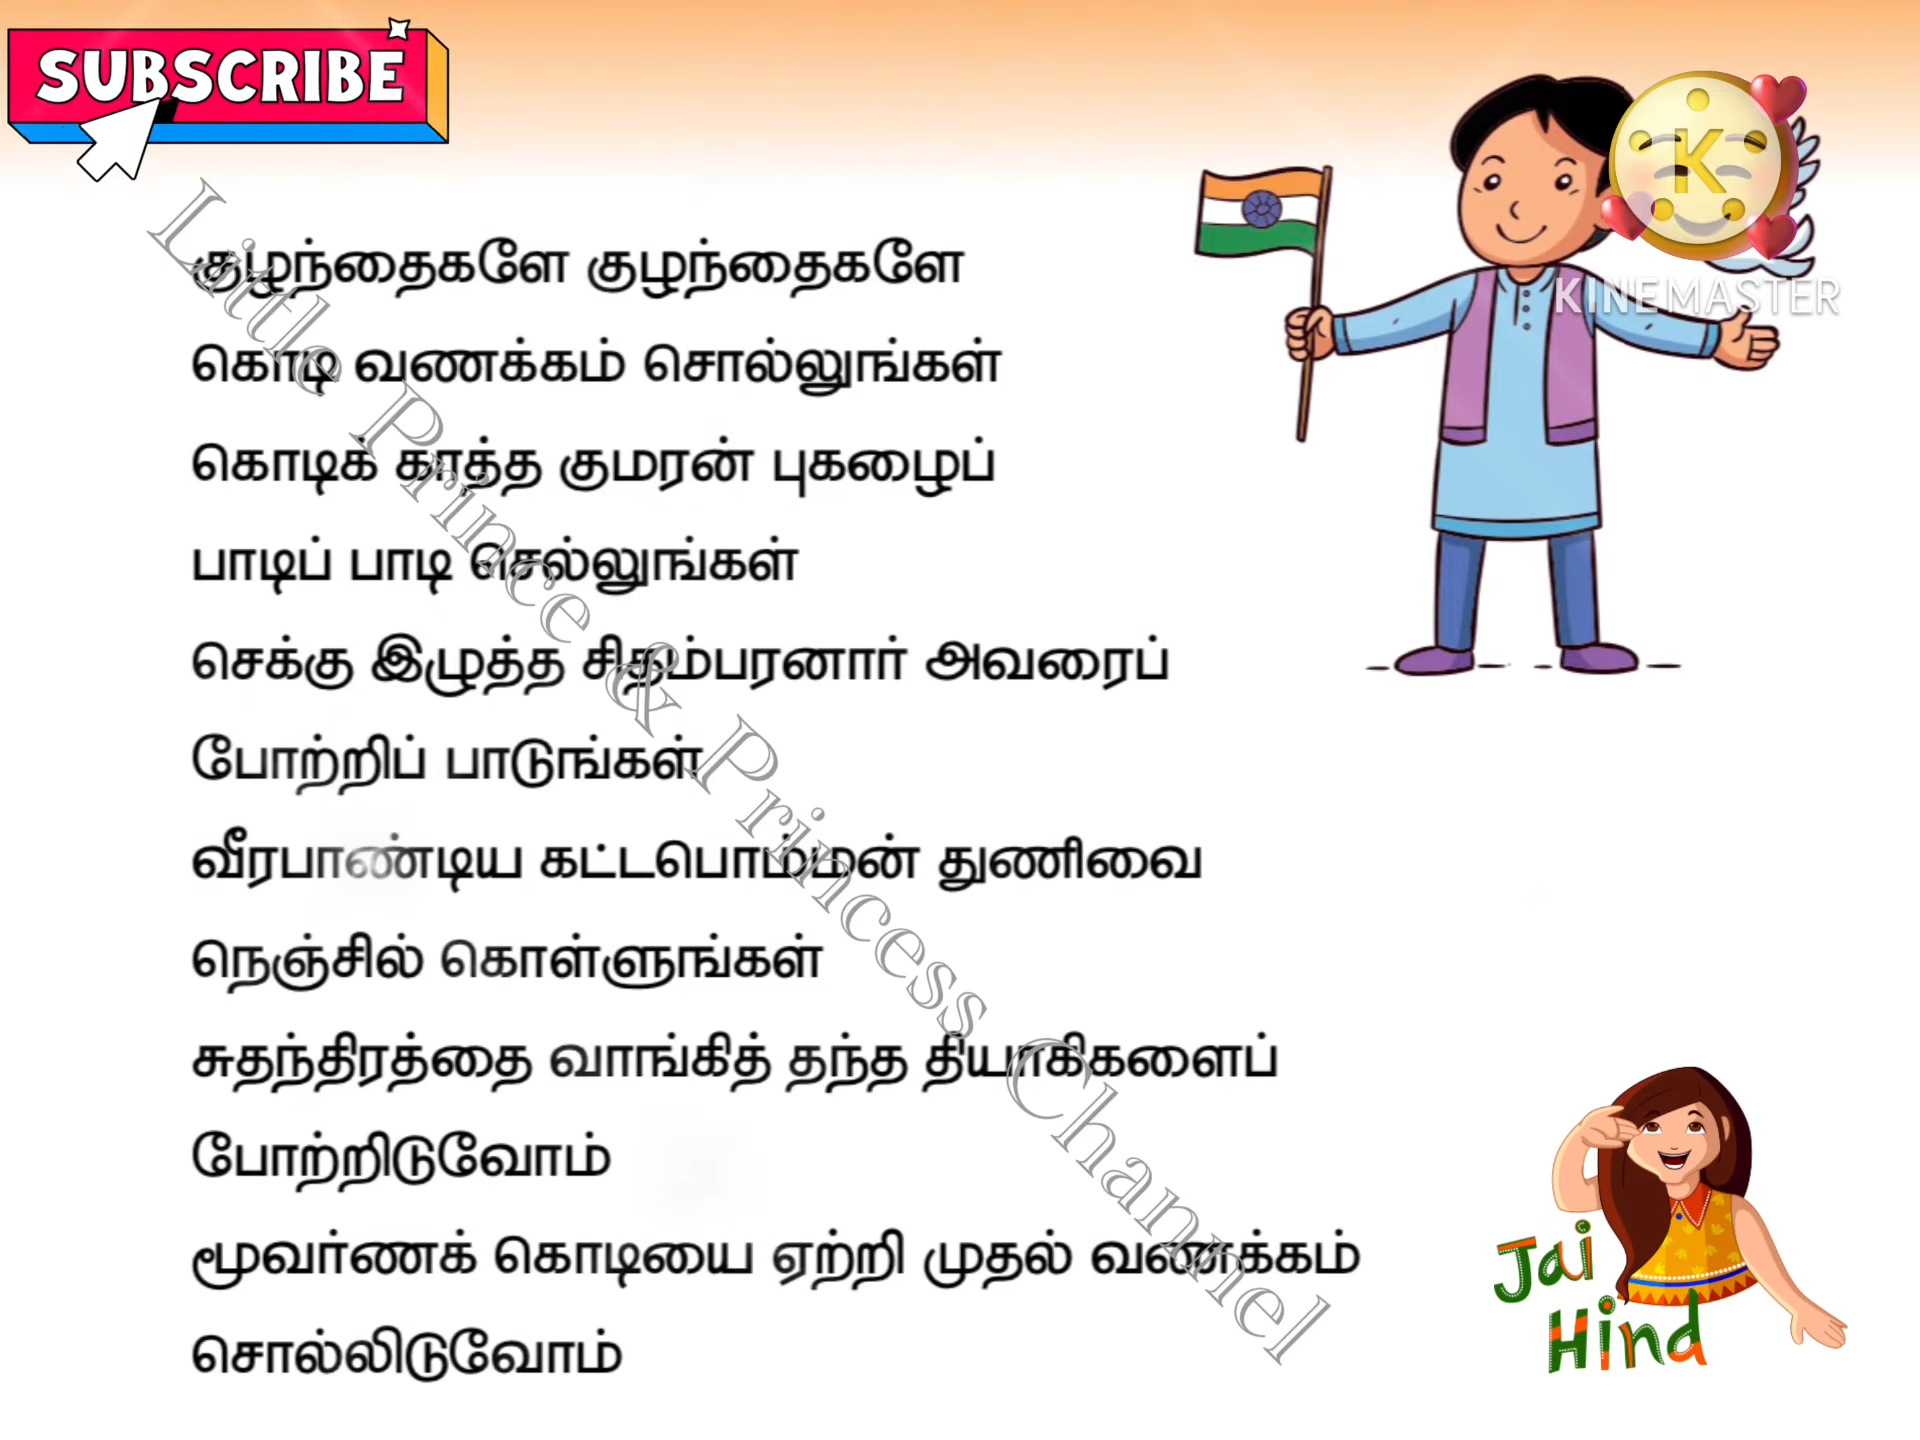 SUBSCRIBE
K
KINEMASTER
குழந்தைகளே குழந்தைகளே
கொடி வணக்கம் சொல்லுங்கள்
கொடிக் காத்த குமரன் புகழைப்
பாடிப் பாடி செல்லுங்கள்
செக்கு இழுத்த சிதம்பரனார் அவரைப்
போற்றிப் பாடுங்கள்
வீரபாண்டிய கட்டபொம்மன் துணிவை
நெஞ்சில் கொள்ளுங்கள்
சுதந்திரத்தை வாங்கித் தந்த தியாகிகளைப்
போற்றிடுவோம்
மூவர்ணக் கொடியை ஏற்றி முதல் வணக்கம்
சொல்லிடுவோம்
Little Prince & Princess Channel
Jai
Hind